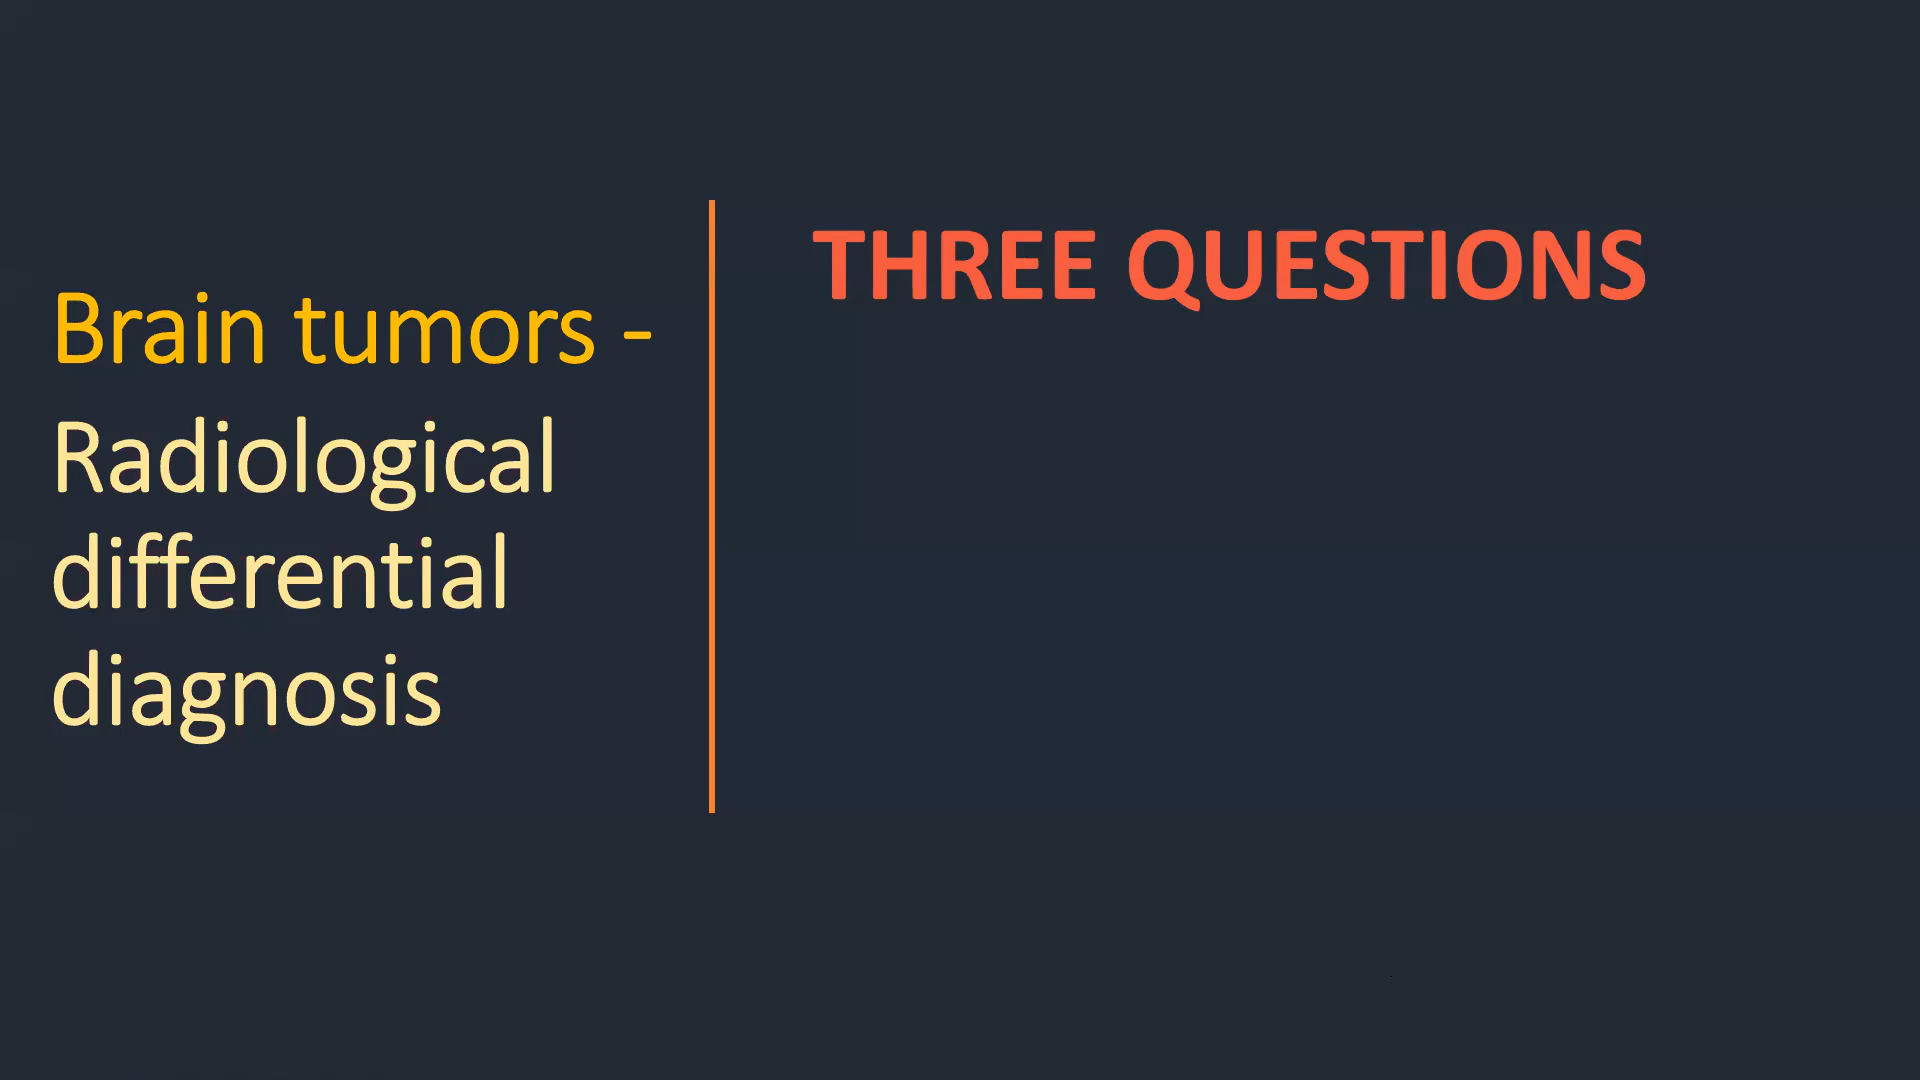 Brain tumors -
Radiological
differential
diagnosis
THREE QUESTIONS